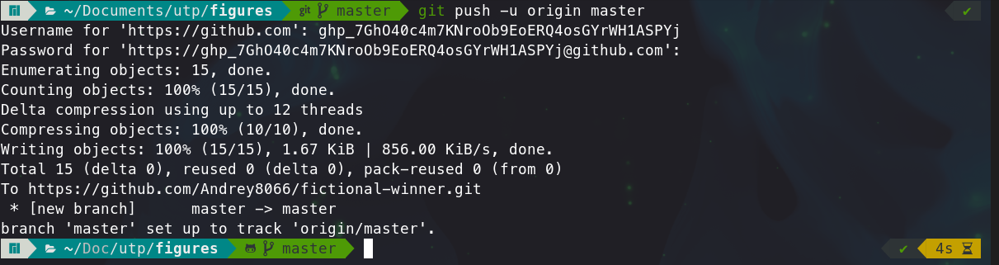 ~/Documents/utp/figures git master git push -u origin master ✔
Username for 'https://github.com': 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
Password for 'https://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@github.com':
Enumerating objects: 15, done.
Counting objects: 100% (15/15), done.
Delta compression using up to 12 threads
Compressing objects: 100% (10/10), done.
Writing objects: 100% (15/15), 1.67 KiB | 856.00 KiB/s, done.
Total 15 (delta 0), reused 0 (delta 0), pack-reused 0 (from 0)
To https://github.com/Andrey8066/fictional-winner.git
 * [new branch]      master -> master
branch 'master' set up to track 'origin/master'.
~/Doc/utp/figures master ✔ 4s